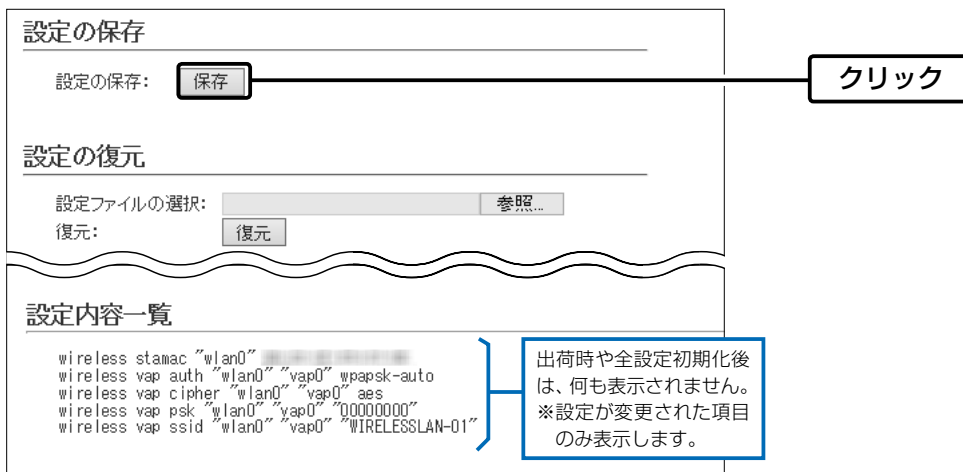 設定の保存
設定の保存: 保存
クリック
設定の復元
設定ファイルの選択: 参照...
復元: 復元
設定内容一覧
wireless stamac "wlan0"
wireless vap auth "wlan0" "vap0" wpapsk-auto
wireless vap cipher "wlan0" "vap0" aes
wireless vap psk "wlan0" "vap0" "00000000"
wireless vap ssid "wlan0" "vap0" "WIRELESSLAN-01"
出荷時や全設定初期化後
は、何も表示されません。
※設定が変更された項目
のみ表示します。